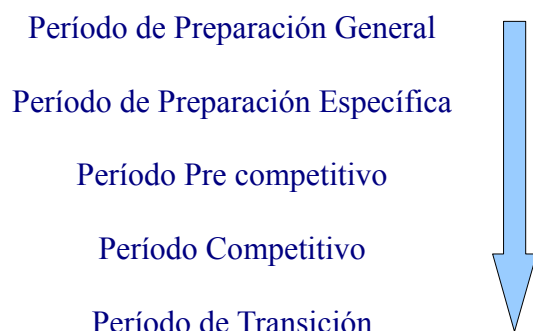 Período de Preparación General
Período de Preparación Específica
Período Pre competitivo
Período Competitivo
Período de Transición